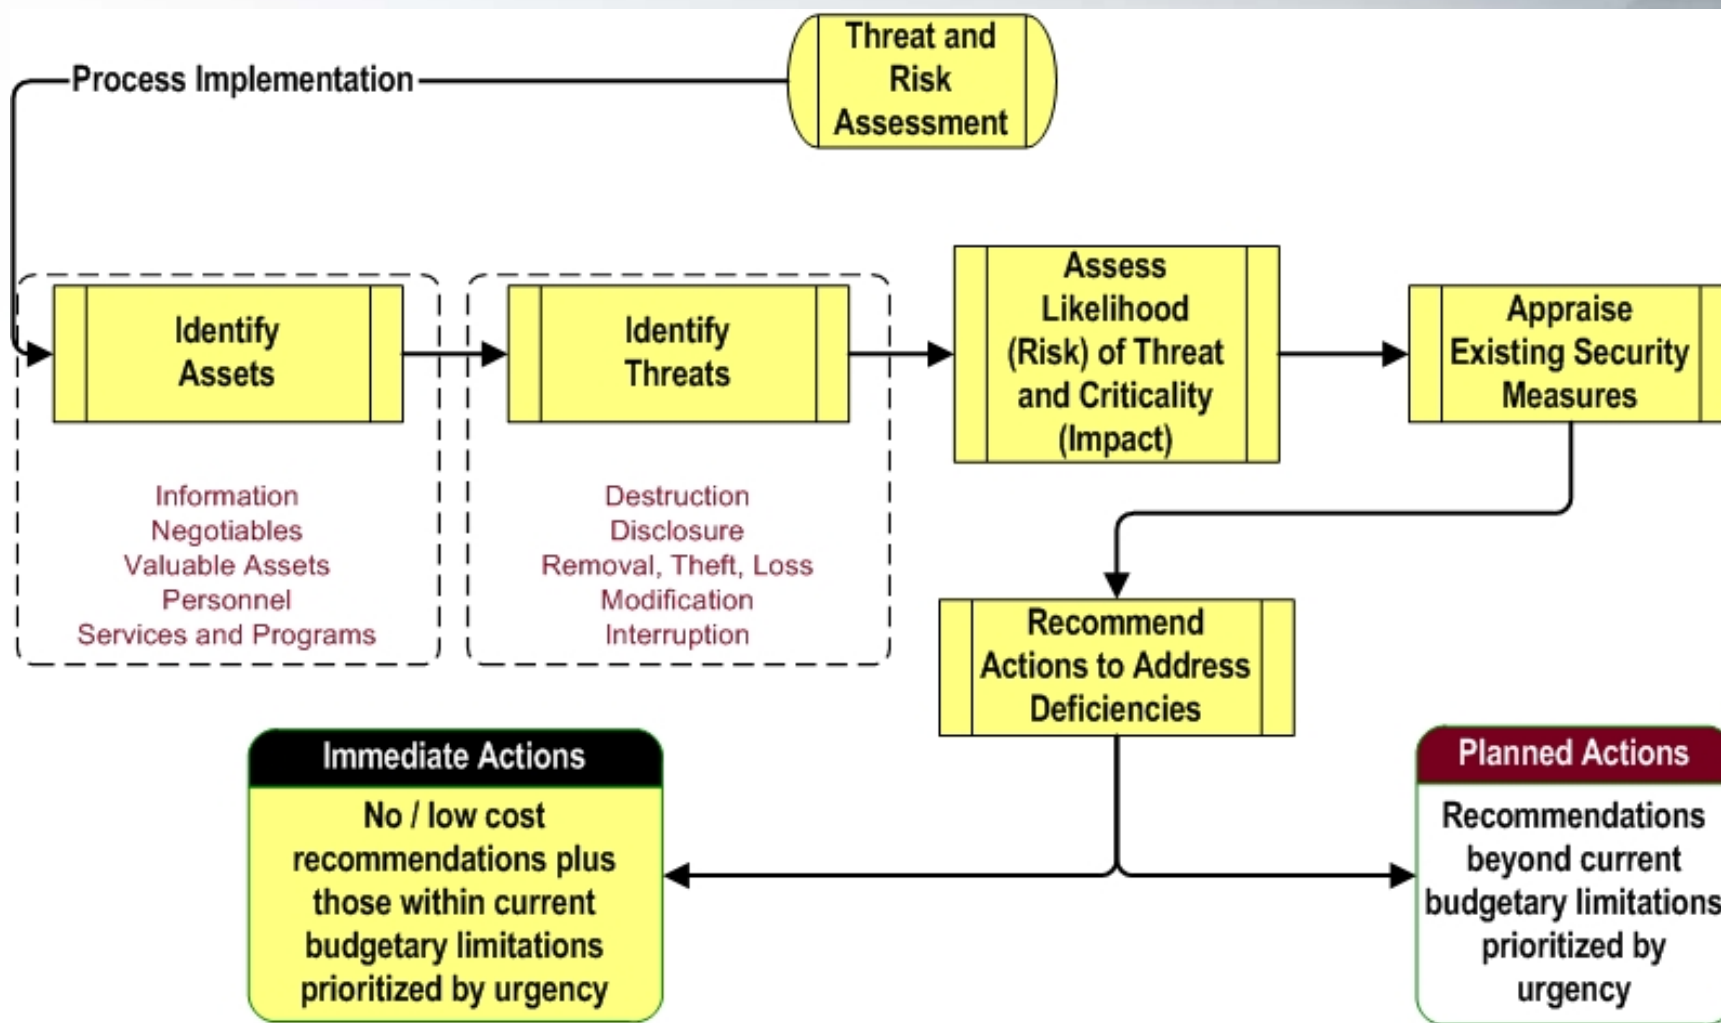 Threat and
Risk
Assessment
Process Implementation
Identify
Assets
Information
Negotiables
Valuable Assets
Personnel
Services and Programs
Identify
Threats
Destruction
Disclosure
Removal, Theft, Loss
Modification
Interruption
Assess
Likelihood
(Risk) of Threat
and Criticality
(Impact)
Appraise
Existing Security
Measures
Recommend
Actions to Address
Deficiencies
Immediate Actions
No / low cost
recommendations plus
those within current
budgetary limitations
prioritized by urgency
Planned Actions
Recommendations
beyond current
budgetary limitations
prioritized by
urgency